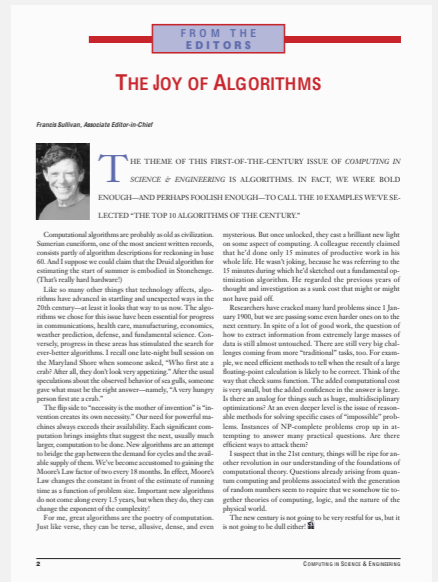 FROM THE
EDITORS
THE JOY OF ALGORITHMS
Francis Sullivan, Associate Editor-in-Chief
THE THEME OF THIS FIRST-OF-THE-CENTURY ISSUE OF COMPUTING IN
SCIENCE & ENGINEERING IS ALGORITHMS. IN FACT, WE WERE BOLD
ENOUGH—AND PERHAPS FOOLISH ENOUGH—TO CALL THE 10 EXAMPLES WE'VE SE-
LECTED “THE TOP 10 ALGORITHMS OF THE CENTURY.”
Computational algorithms are probably as old as civilization.
Sumerian cuneiform, one of the most ancient written records,
consists partly of algorithm descriptions for reckoning in base
60. And I suppose we could claim that the Druid algorithm for
estimating the start of summer is embodied in Stonehenge.
(That's really hard hardware!)
Like so many other things that technology affects, algo-
rithms have advanced in startling and unexpected ways in the
20th century—at least it looks that way to us now. The algo-
rithms we chose for this issue have been essential for progress
in communications, health care, manufacturing, economics,
weather prediction, defense, and fundamental science. Con-
versely, progress in these areas has stimulated the search for
ever-better algorithms. I recall one late-night bull session on
the Maryland Shore when someone asked, “Who first ate a
crab? After all, they don't look very appetizing.” After the usual
speculations about the observed behavior of sea gulls, someone
gave what must be the right answer—namely, “A very hungry
person first ate a crab.”
The flip side to “necessity is the mother of invention” is “in-
vention creates its own necessity.” Our need for powerful ma-
chines always exceeds their availability. Each significant com-
putation brings insights that suggest the next, usually much
larger, computation to be done. New algorithms are an attempt
to bridge the gap between the demand for cycles and the avail-
able supply of them. We've become accustomed to gaining the
Moore's Law factor of two every 18 months. In effect, Moore's
Law changes the constant in front of the estimate of running
time as a function of problem size. Important new algorithms
do not come along every 1.5 years, but when they do, they can
change the exponent of the complexity!
For me, great algorithms are the poetry of computation.
Just like verse, they can be terse, allusive, dense, and even
mysterious. But once unlocked, they cast a brilliant new light
on some aspect of computing. A colleague recently claimed
that he'd done only 15 minutes of productive work in his
whole life. He wasn't joking, because he was referring to the
15 minutes during which he'd sketched out a fundamental op-
timization algorithm. He regarded the previous years of
thought and investigation as a sunk cost that might or might
not have paid off.
Researchers have cracked many hard problems since 1 Jan-
uary 1900, but we are passing some even harder ones on to the
next century. In spite of a lot of good work, the question of
how to extract information from extremely large masses of
data is still almost untouched. There are still very big chal-
lenges coming from more “traditional” tasks, too. For exam-
ple, we need efficient methods to tell when the result of a large
floating-point calculation is likely to be correct. Think of the
way that check sums function. The added computational cost
is very small, but the added confidence in the answer is large.
Is there an analog for things such as huge, multidisciplinary
optimizations? At an even deeper level is the issue of reason-
able methods for solving specific cases of “impossible” prob-
lems. Instances of NP-complete problems crop up in at-
tempting to answer many practical questions. Are there
efficient ways to attack them?
I suspect that in the 21st century, things will be ripe for an-
other revolution in our understanding of the foundations of
computational theory. Questions already arising from quan-
tum computing and problems associated with the generation
of random numbers seem to require that we somehow tie to-
gether theories of computing, logic, and the nature of the
physical world.
The new century is not going to be very restful for us, but it
is not going to be dull either!
2
COMPUTING IN SCIENCE & ENGINEERING